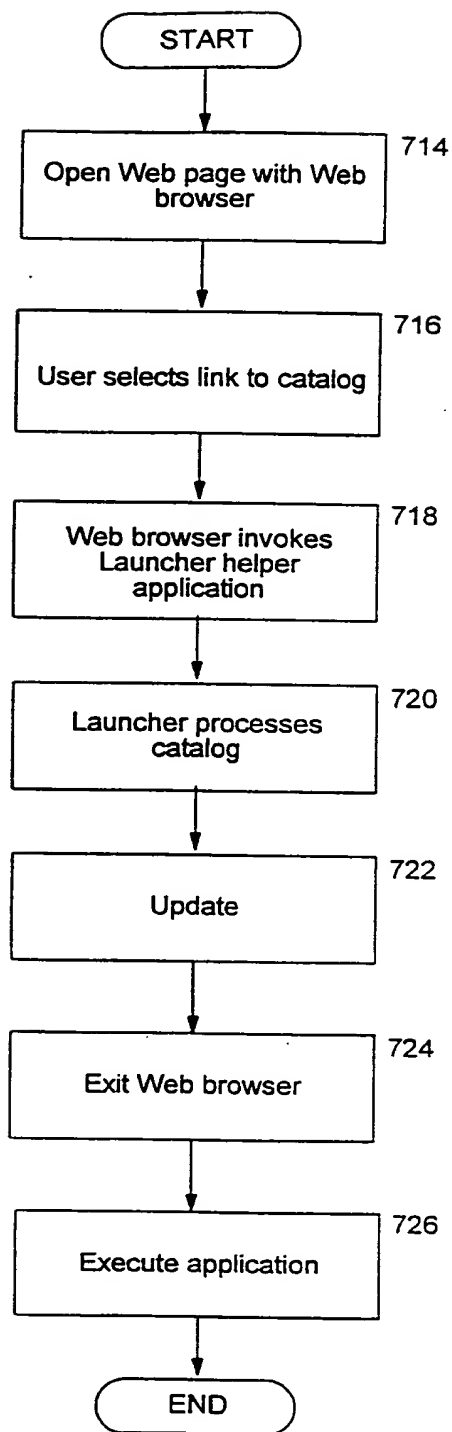 START
714
Open Web page with Web
browser
716
User selects link to catalog
718
Web browser invokes
Launcher helper
application
720
Launcher processes
catalog
722
Update
724
Exit Web browser
726
Execute application
END